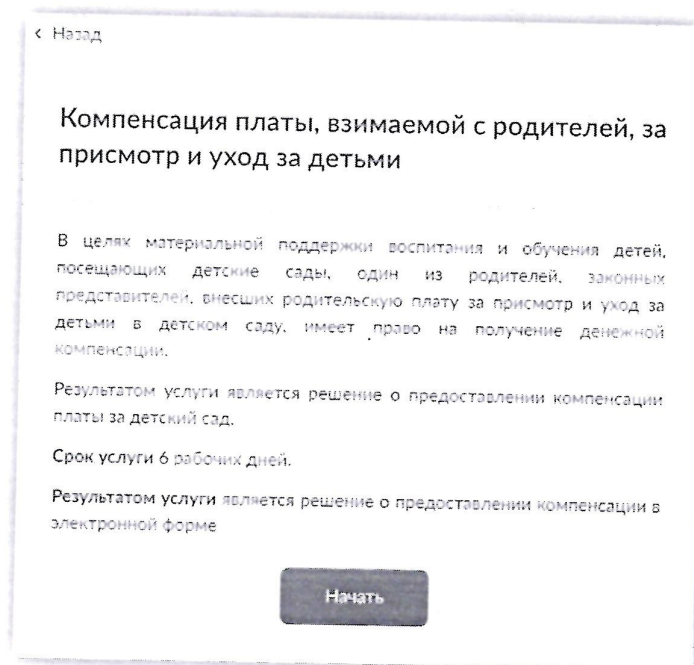 < Назад
Компенсация платы, взимаемой с родителей, за
присмотр и уход за детьми
В целях материальной поддержки воспитания и обучения детей,
посещающих детские сады, один из родителей, законных
представителей, внесших родительскую плату за присмотр и уход за
детьми в детском саду, имеет право на получение денежной
компенсации.
Результатом услуги является решение о предоставлении компенсации
платы за детский сад.
Срок услуги 6 рабочих дней.
Результатом услуги является решение о предоставлении компенсации в
электронной форме
Начать